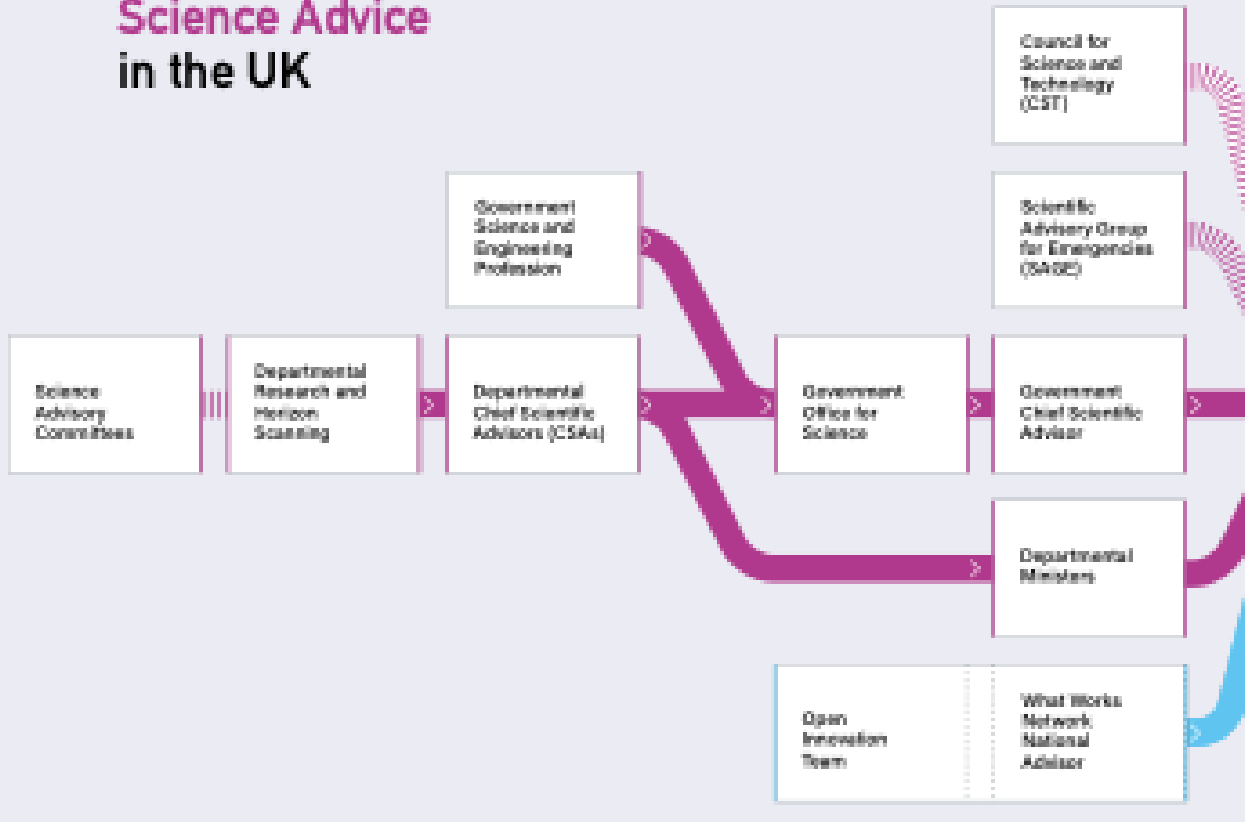 Science Advice
in the UK
Council for
Science and
Technology
(CST)
Government
Science and
Engineering
Profession
Scientific
Advisory Group
for Emergencies
(SAGE)
Science
Advisory
Committees
Departmental
Research and
Horizon
Scanning
Departmental
Chief Scientific
Advisors (CSAs)
Government
Office for
Science
Government
Chief Scientific
Advisor
Departmental
Ministers
Open
Innovation
Team
What Works
Network
National
Advisor